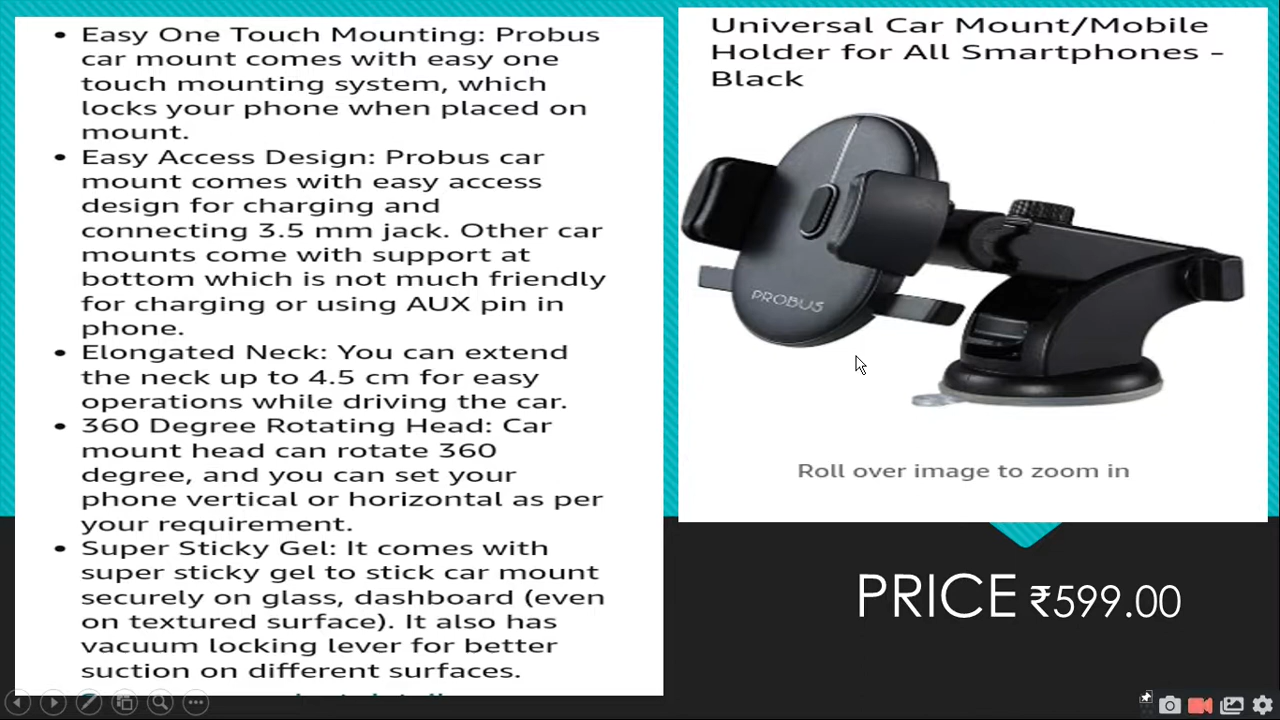 • Easy One Touch Mounting: Probus
car mount comes with easy one
touch mounting system, which
locks your phone when placed on
mount.
• Easy Access Design: Probus car
mount comes with easy access
design for charging and
connecting 3.5 mm jack. Other car
mounts come with support at
bottom which is not much friendly
for charging or using AUX pin in
phone.
• Elongated Neck: You can extend
the neck up to 4.5 cm for easy
operations while driving the car.
• 360 Degree Rotating Head: Car
mount head can rotate 360
degree, and you can set your
phone vertical or horizontal as per
your requirement.
• Super Sticky Gel: It comes with
super sticky gel to stick car mount
securely on glass, dashboard (even
on textured surface). It also has
vacuum locking lever for better
suction on different surfaces.
Universal Car Mount/Mobile
Holder for All Smartphones –
Black
PROBUS
Roll over image to zoom in
PRICE ₹599.00